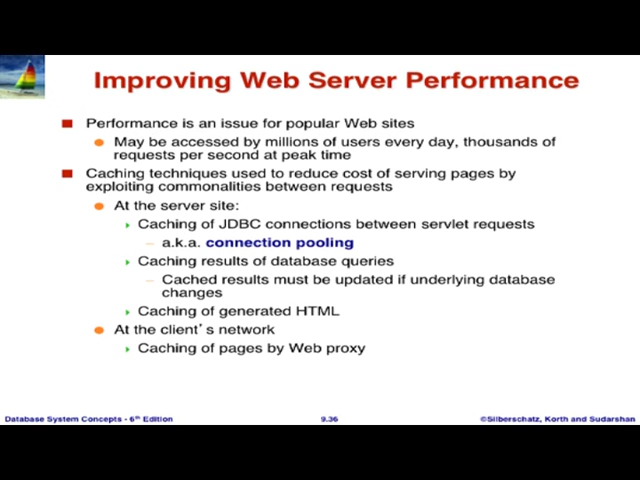 Improving Web Server Performance
Performance is an issue for popular Web sites
May be accessed by millions of users every day, thousands of
requests per second at peak time
Caching techniques used to reduce cost of serving pages by
exploiting commonalities between requests
At the server site:
Caching of JDBC connections between servlet requests
– a.k.a. connection pooling
Caching results of database queries
– Cached results must be updated if underlying database
changes
Caching of generated HTML
At the client's network
Caching of pages by Web proxy
Database System Concepts - 6th Edition 9.36 ©Silberschatz, Korth and Sudarshan